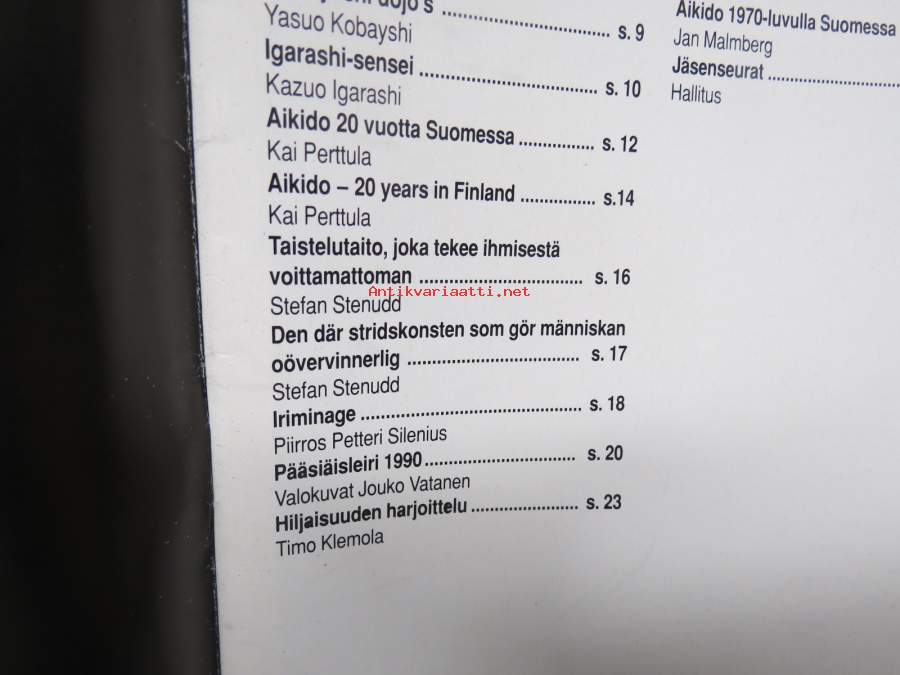 dojo's ........ s. 9
Yasuo Kobayshi
Igarashi-sensei ........ s. 10
Kazuo Igarashi
Aikido 20 vuotta Suomessa ........ s. 12
Kai Perttula
Aikido – 20 years in Finland ........ s.14
Kai Perttula
Taistelutaito, joka tekee ihmisestä
voittamattoman ........ s. 16
Antikvariaatti.net
Stefan Stenudd
Den där stridskonsten som gör människan
oövervinnerlig ........ s. 17
Stefan Stenudd
Iriminage ........ s. 18
Piirros Petteri Silenius
Pääsiäisleiri 1990 ........ s. 20
Valokuvat Jouko Vatanen
Hiljaisuuden harjoittelu ........ s. 23
Timo Klemola
Aikido 1970-luvulla Suomessa
Jan Malmberg
Jäsenseurat ........
Hallitus